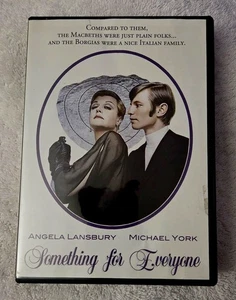 COMPARED TO THEM,
THE MACBETHS WERE JUST PLAIN FOLKS...
AND THE BORGIAS WERE A NICE ITALIAN FAMILY.
ANGELA LANSBURY MICHAEL YORK
Something for Everyone